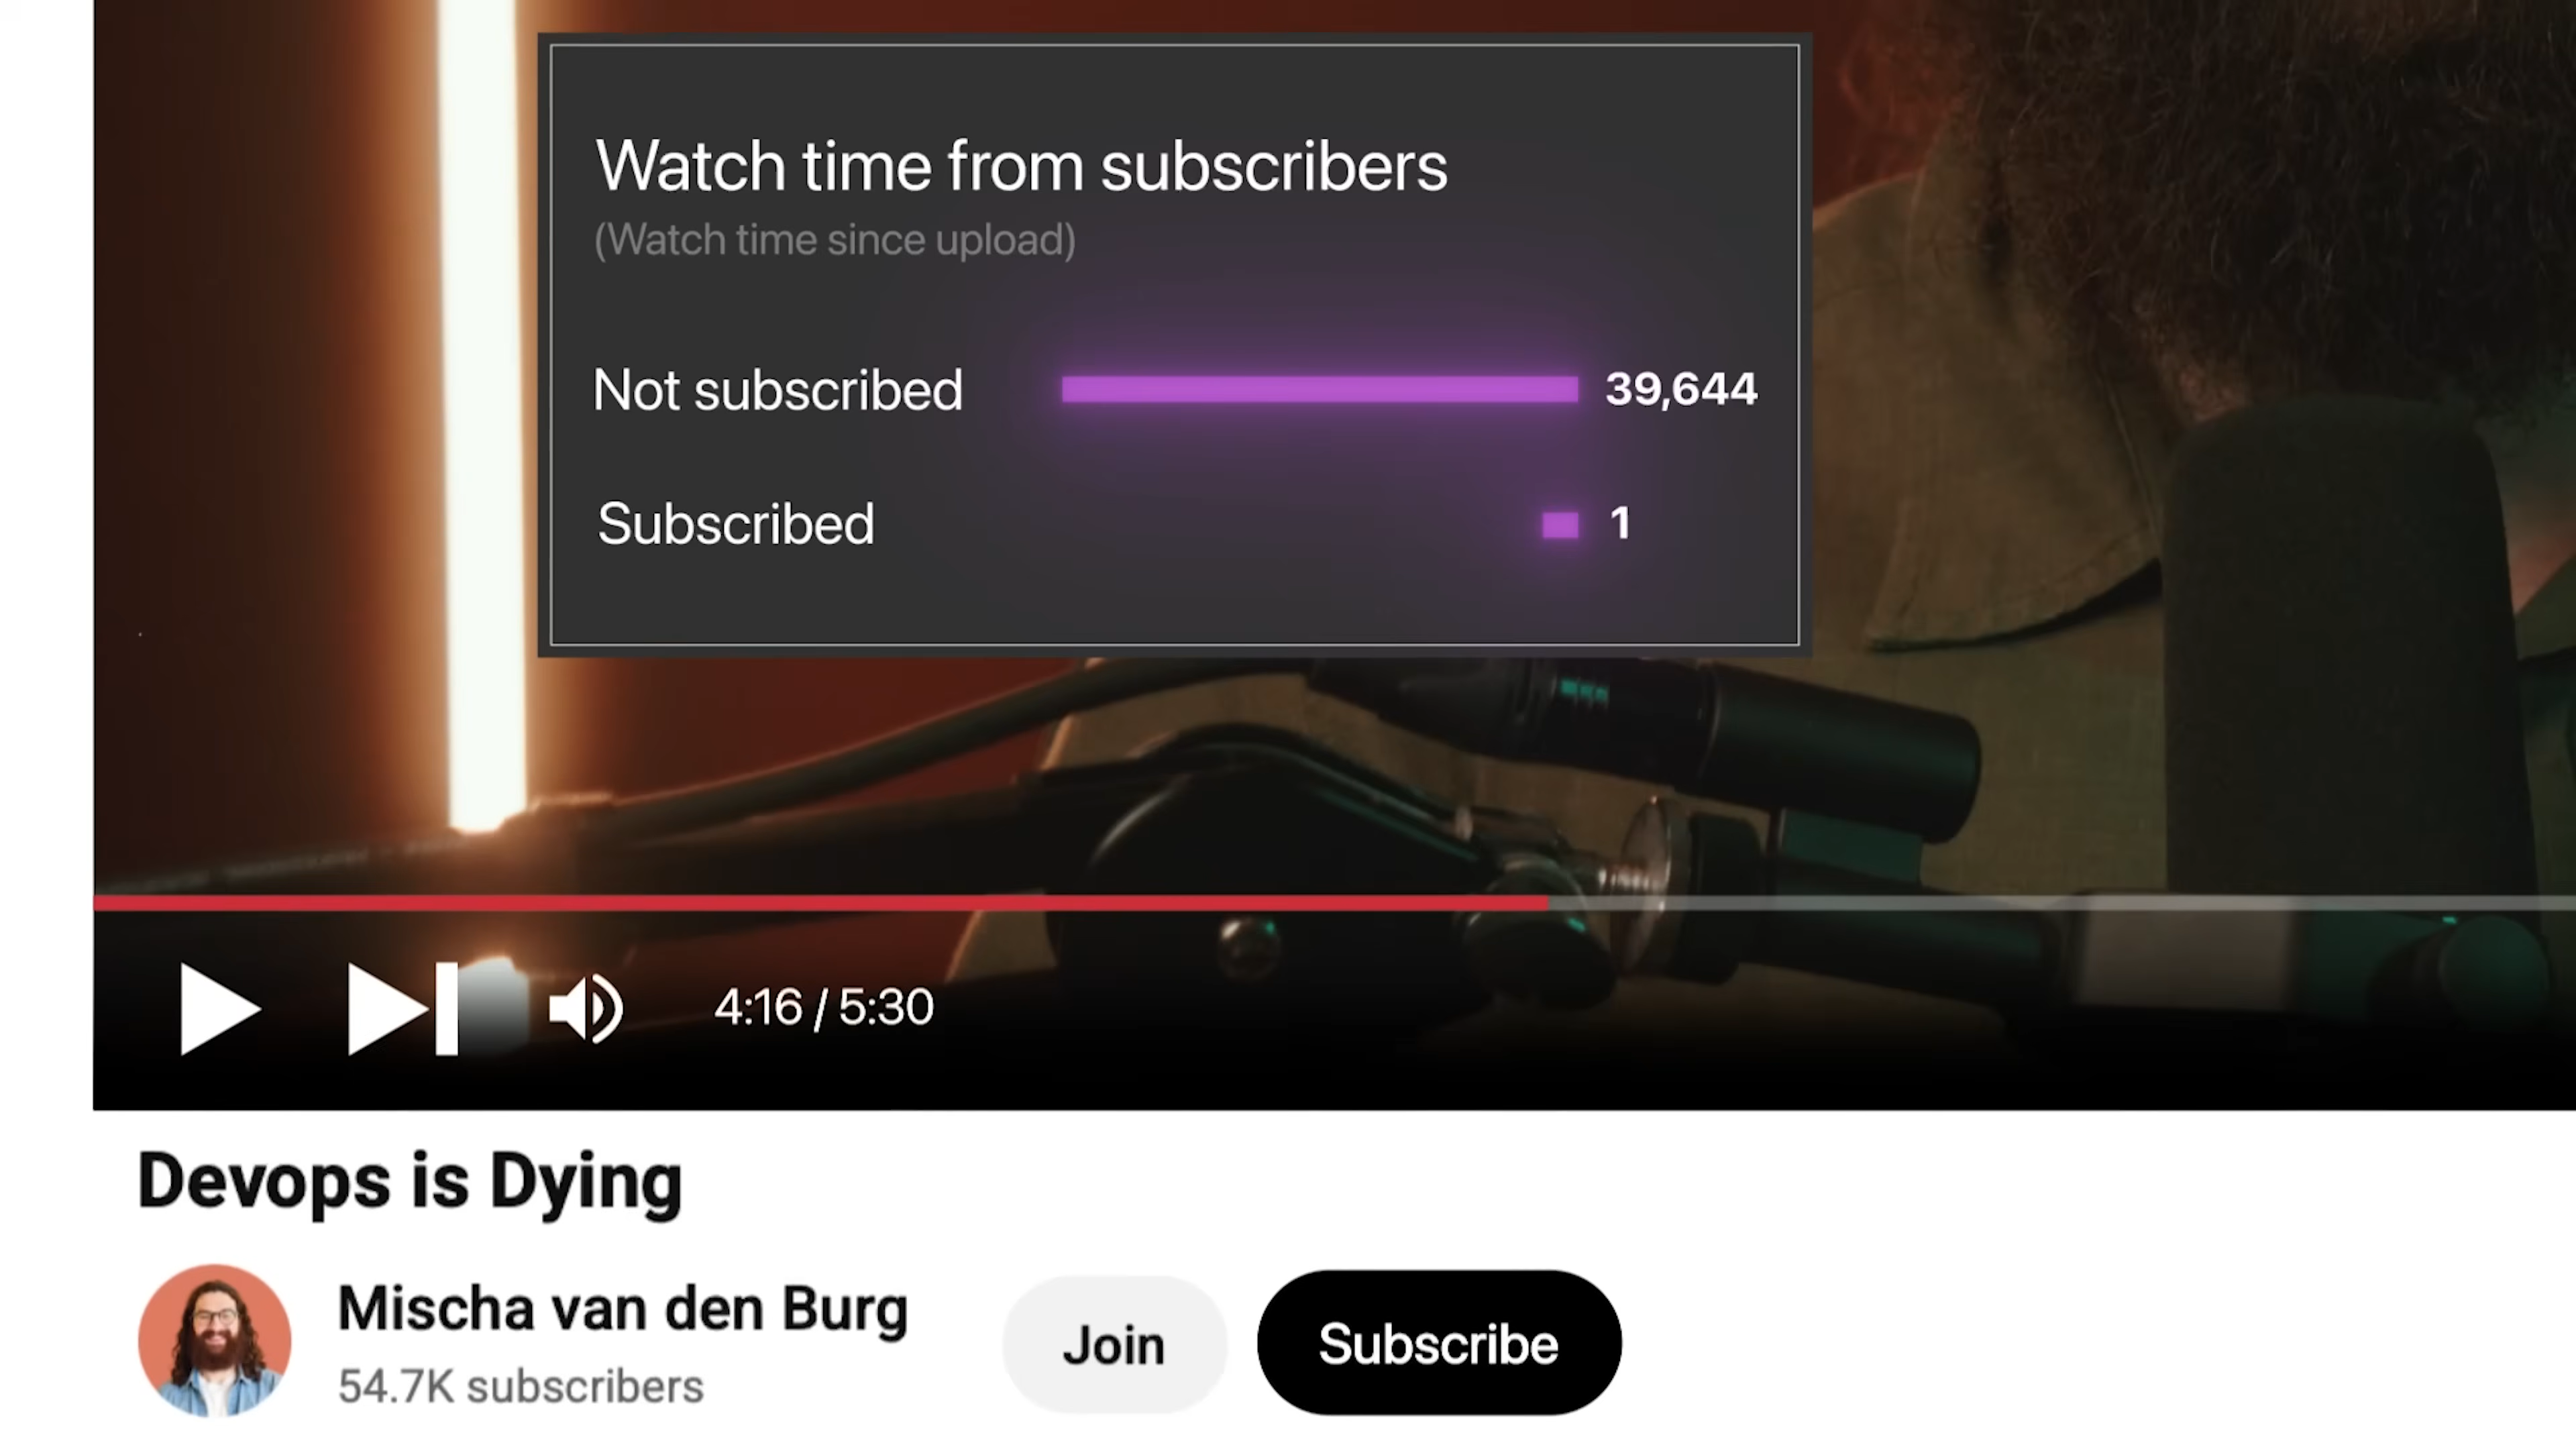 Watch time from subscribers
(Watch time since upload)
Not subscribed 39,644
Subscribed 1
4:16 / 5:30
Devops is Dying
Mischa van den Burg
54.7K subscribers
Join
Subscribe